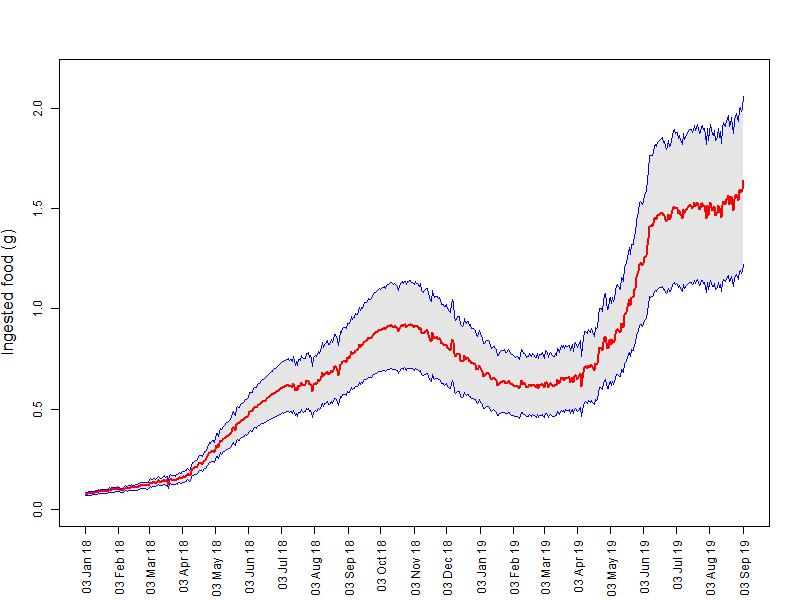 Ingested food (g)
2.0
1.5
1.0
0.5
0.0
03 Jan 18
03 Feb 18
03 Mar 18
03 Apr 18
03 May 18
03 Jun 18
03 Jul 18
03 Aug 18
03 Sep 18
03 Oct 18
03 Nov 18
03 Dec 18
03 Jan 19
03 Feb 19
03 Mar 19
03 Apr 19
03 May 19
03 Jun 19
03 Jul 19
03 Aug 19
03 Sep 19